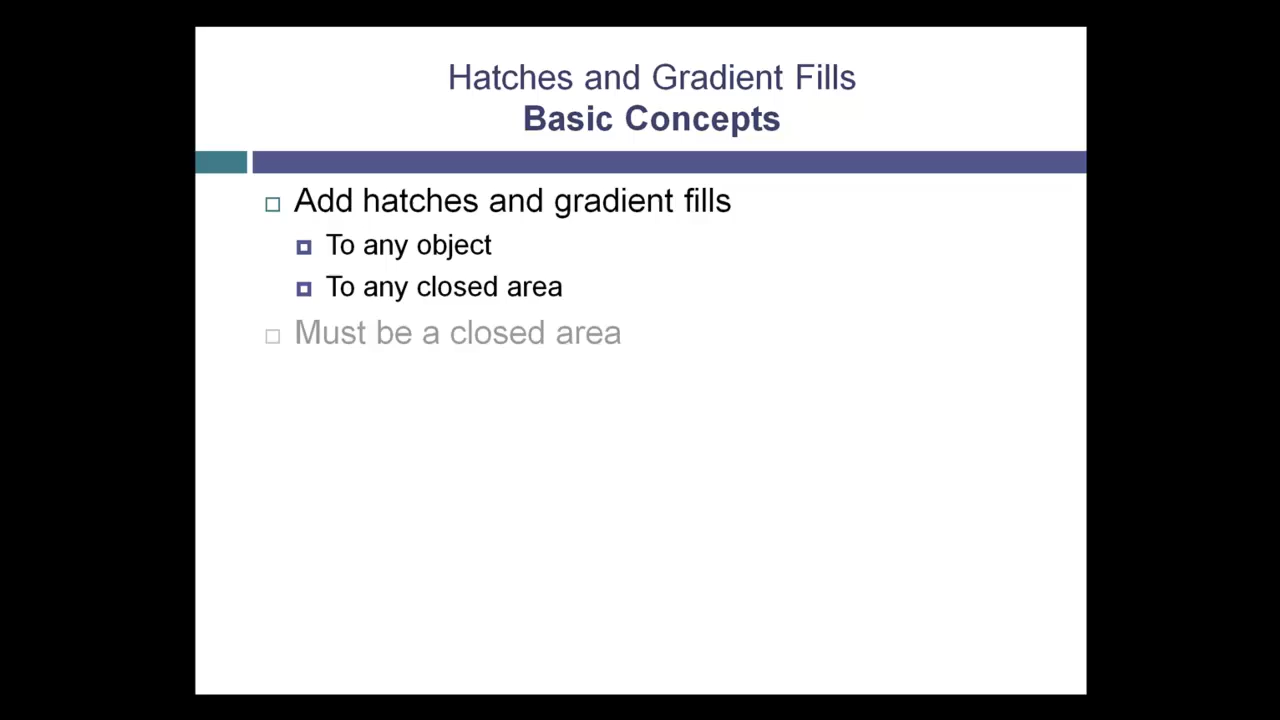 Hatches and Gradient Fills
Basic Concepts
Add hatches and gradient fills
To any object
To any closed area
Must be a closed area